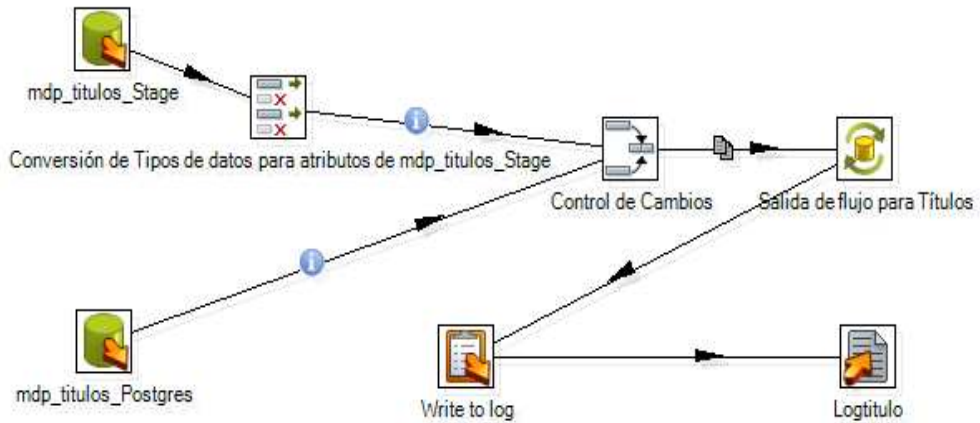 mdp_titulos_Stage
Conversión de Tipos de datos para atributos de mdp_titulos_Stage
Control de Cambios
Salida de flujo para Títulos
mdp_titulos_Postgres
Write to log
Logtitulo